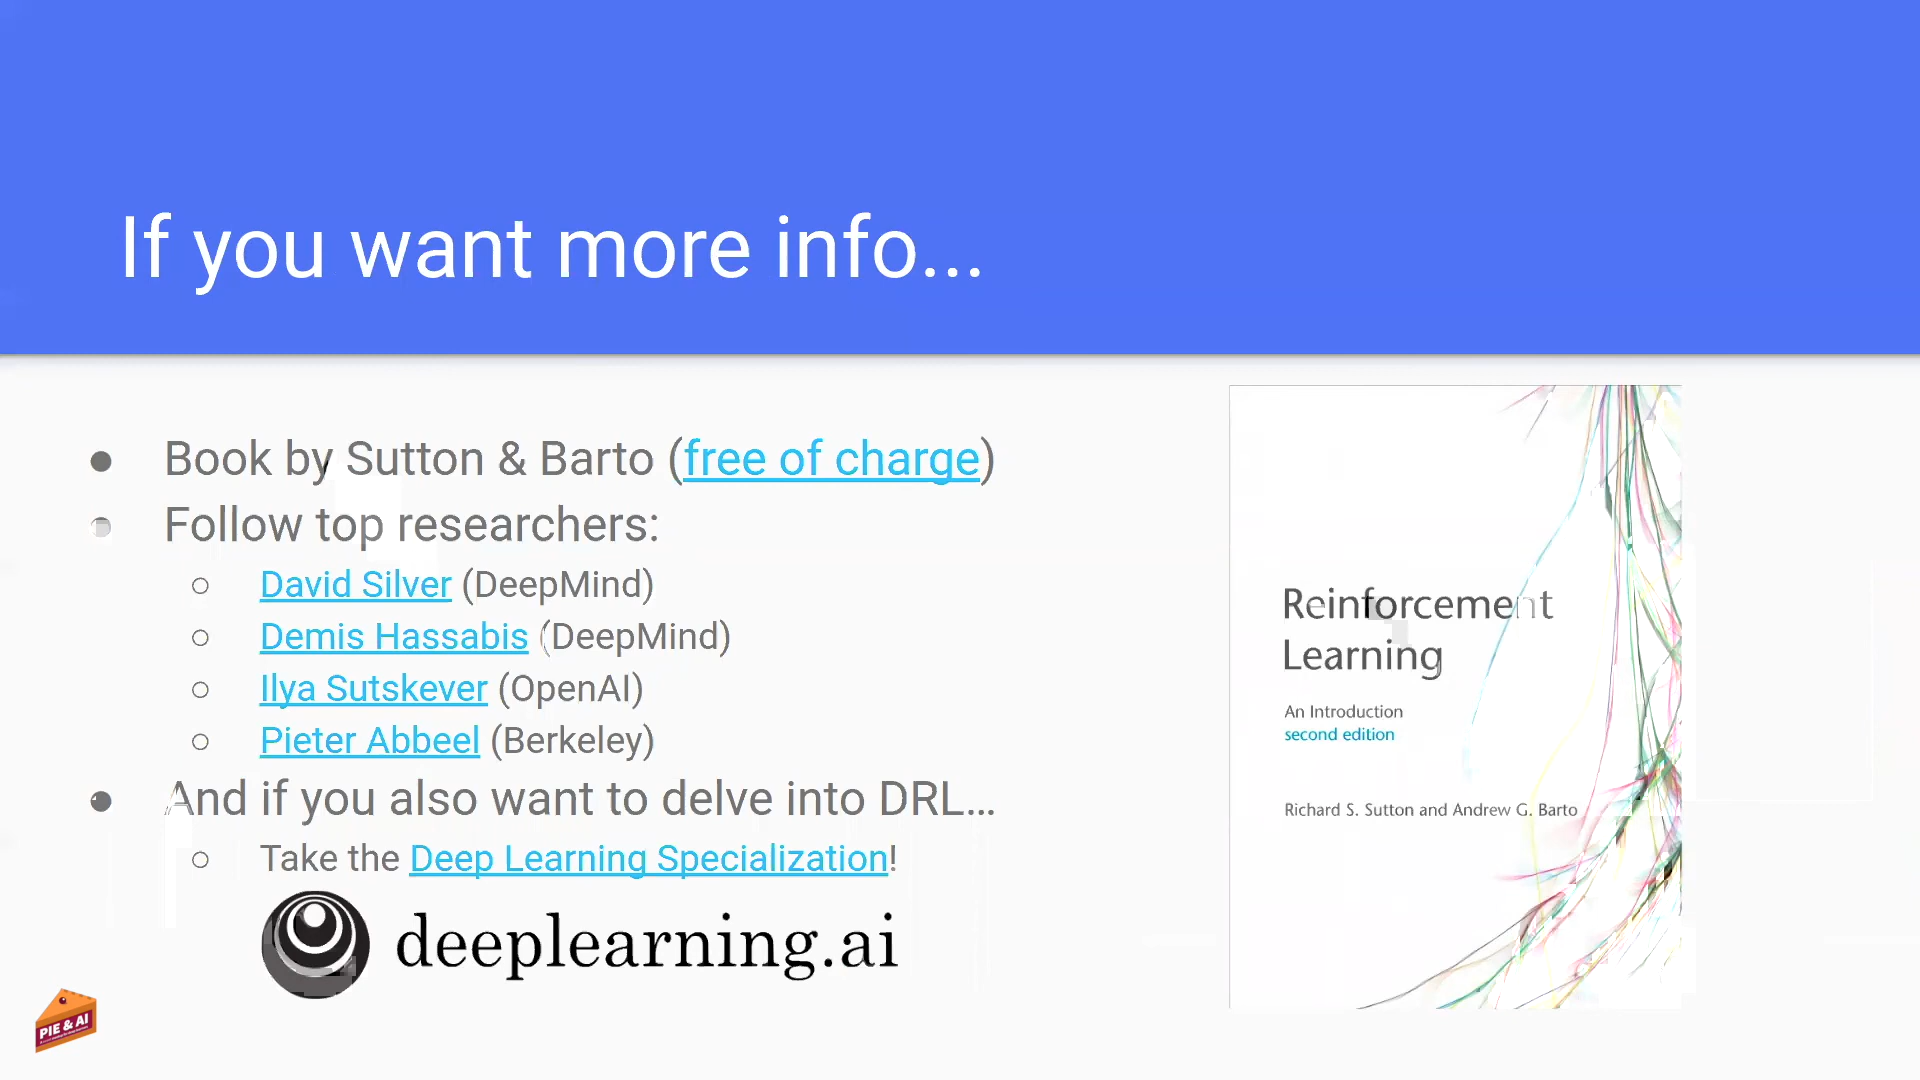 If you want more info...
Book by Sutton & Barto (free of charge)
Follow top researchers:
David Silver (DeepMind)
Demis Hassabis (DeepMind)
Ilya Sutskever (OpenAI)
Pieter Abbeel (Berkeley)
And if you also want to delve into DRL...
Take the Deep Learning Specialization!
deeplearning.ai
PIE & AI
Reinforcement
Learning
An Introduction
second edition
Richard S. Sutton and Andrew G. Barto